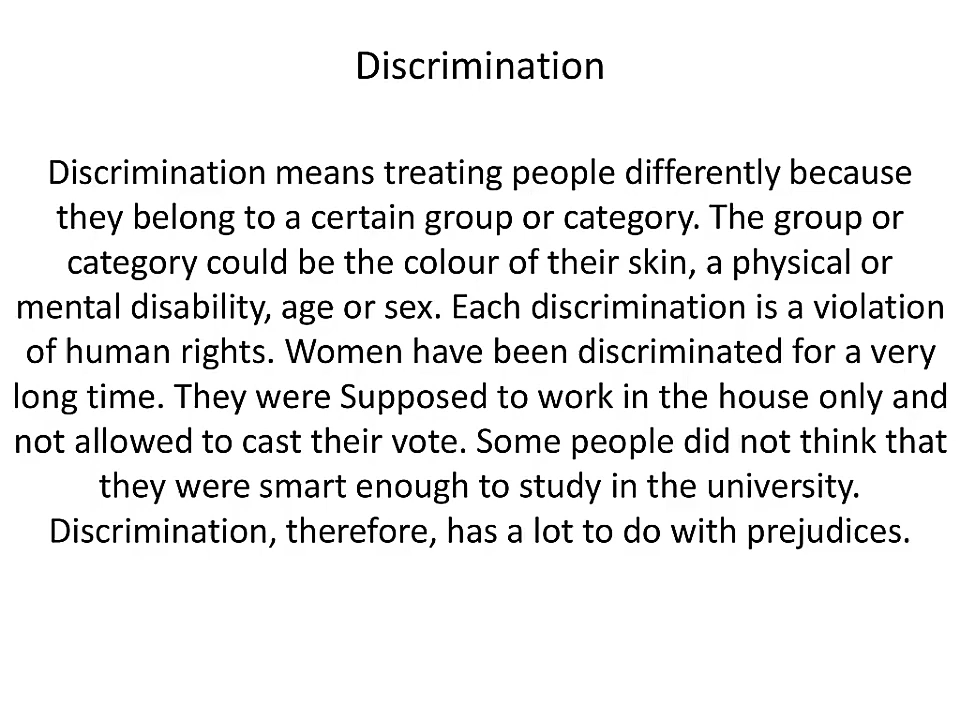 Discrimination
Discrimination means treating people differently because
they belong to a certain group or category. The group or
category could be the colour of their skin, a physical or
mental disability, age or sex. Each discrimination is a violation
of human rights. Women have been discriminated for a very
long time. They were Supposed to work in the house only and
not allowed to cast their vote. Some people did not think that
they were smart enough to study in the university.
Discrimination, therefore, has a lot to do with prejudices.